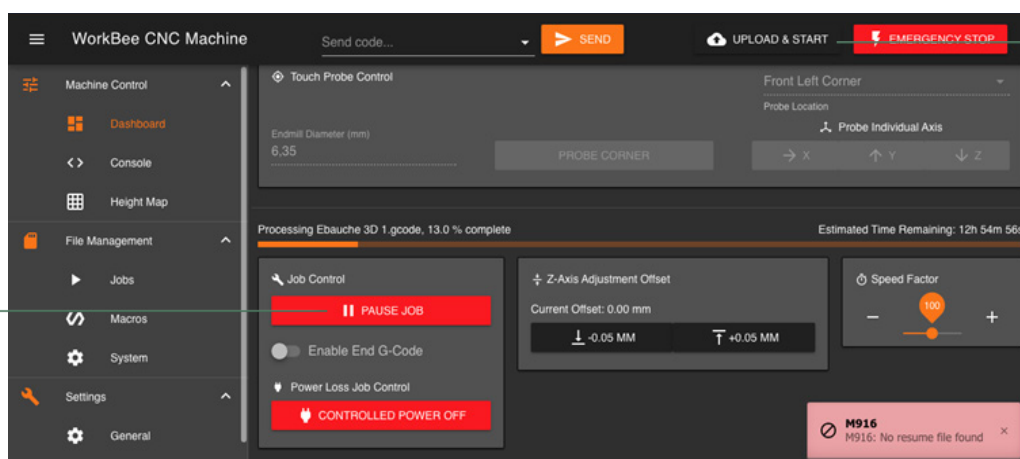 WorkBee CNC Machine
Send code...
SEND
UPLOAD & START
EMERGENCY STOP
Machine Control
Dashboard
Console
Height Map
File Management
Jobs
Macros
System
Settings
General
Touch Probe Control
Front Left Corner
Probe Location
Endmill Diameter (mm)
6,35
PROBE CORNER
Probe Individual Axis
X
Y
Z
Processing Ebauche 3D 1.gcode, 13.0 % complete
Estimated Time Remaining: 12h 54m 56s
Job Control
PAUSE JOB
Enable End G-Code
Power Loss Job Control
CONTROLLED POWER OFF
Z-Axis Adjustment Offset
Current Offset: 0.00 mm
-0.05 MM
+0.05 MM
Speed Factor
100
M916
M916: No resume file found